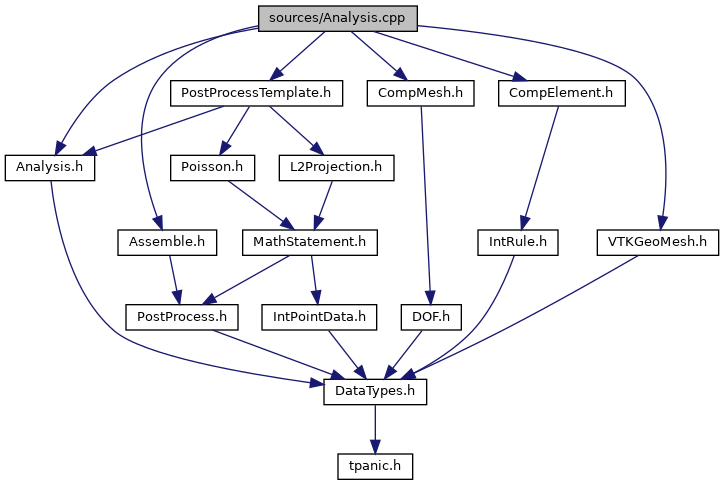 sources/Analysis.cpp
PostProcessTemplate.h
CompMesh.h
CompElement.h
Analysis.h
Poisson.h
L2Projection.h
Assemble.h
MathStatement.h
IntRule.h
VTKGeoMesh.h
PostProcess.h
IntPointData.h
DOF.h
DataTypes.h
tpanic.h